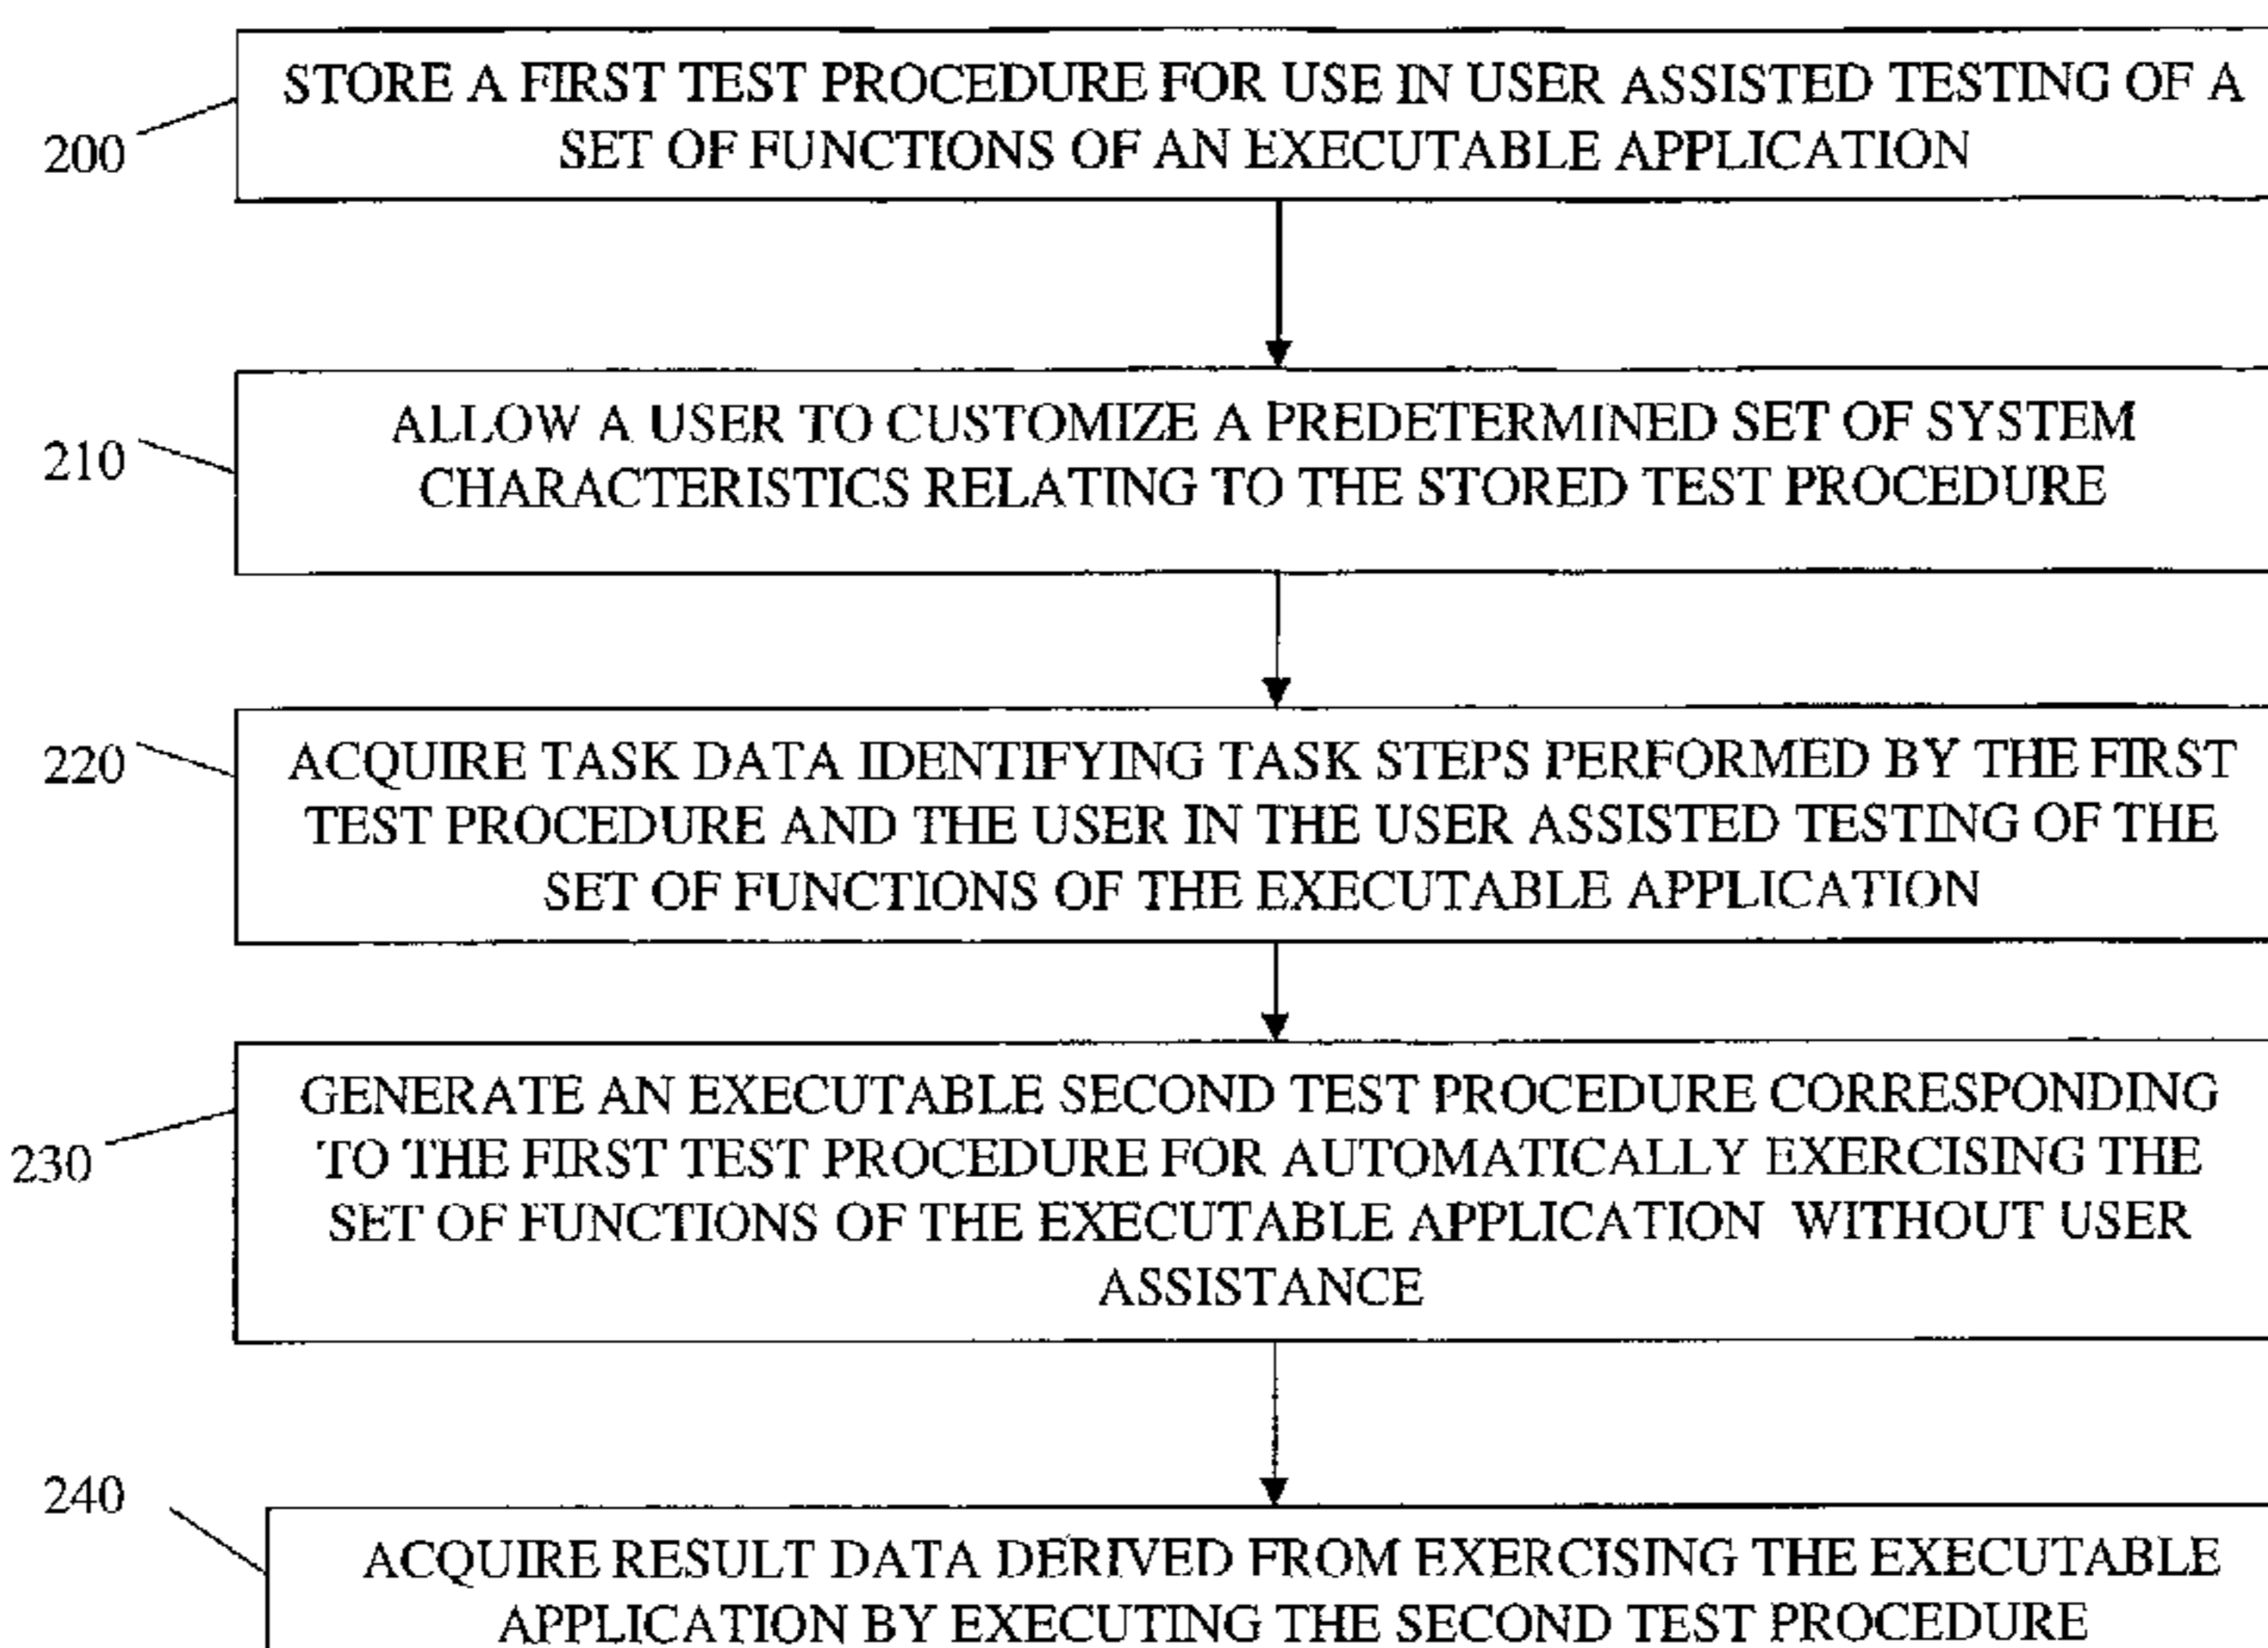 STORE A FIRST TEST PROCEDURE FOR USE IN USER ASSISTED TESTING OF A
SET OF FUNCTIONS OF AN EXECUTABLE APPLICATION
200
ALLOW A USER TO CUSTOMIZE A PREDETERMINED SET OF SYSTEM
CHARACTERISTICS RELATING TO THE STORED TEST PROCEDURE
210
ACQUIRE TASK DATA IDENTIFYING TASK STEPS PERFORMED BY THE FIRST
TEST PROCEDURE AND THE USER IN THE USER ASSISTED TESTING OF THE
SET OF FUNCTIONS OF THE EXECUTABLE APPLICATION
220
GENERATE AN EXECUTABLE SECOND TEST PROCEDURE CORRESPONDING
TO THE FIRST TEST PROCEDURE FOR AUTOMATICALLY EXERCISING THE
SET OF FUNCTIONS OF THE EXECUTABLE APPLICATION WITHOUT USER
ASSISTANCE
230
240
ACQUIRE RESULT DATA DERIVED FROM EXERCISING THE EXECUTABLE
APPLICATION BY EXECUTING THE SECOND TEST PROCEDURE